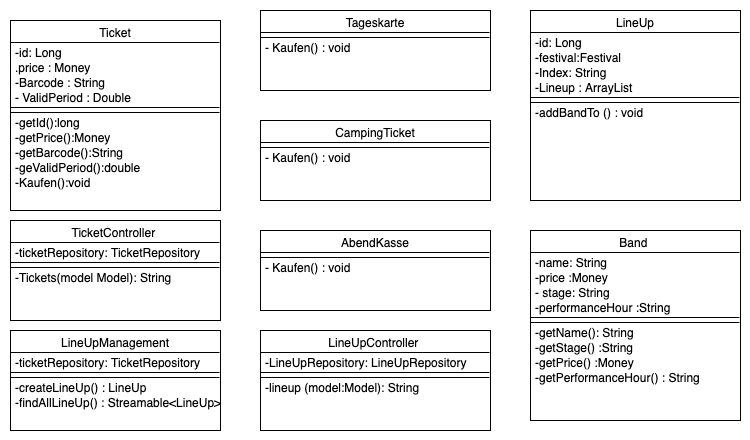 Ticket
-id: Long
.price : Money
-Barcode : String
- ValidPeriod : Double
-getId():long
-getPrice():Money
-getBarcode():String
-geValidPeriod():double
-Kaufen():void
TicketController
-ticketRepository: TicketRepository
-Tickets(model Model): String
LineUpManagement
-ticketRepository: TicketRepository
-createLineUp() : LineUp
-findAllLineUp() : Streamable<LineUp>
Tageskarte
- Kaufen() : void
CampingTicket
- Kaufen() : void
AbendKasse
- Kaufen() : void
LineUpController
-LineUpRepository: LineUpRepository
-lineup (model:Model): String
LineUp
-id: Long
-festival:Festival
-Index: String
-Lineup : ArrayList
-addBandTo () : void
Band
-name: String
-price :Money
- stage: String
-performanceHour :String
-getName(): String
-getStage() :String
-getPrice() :Money
-getPerformanceHour() : String